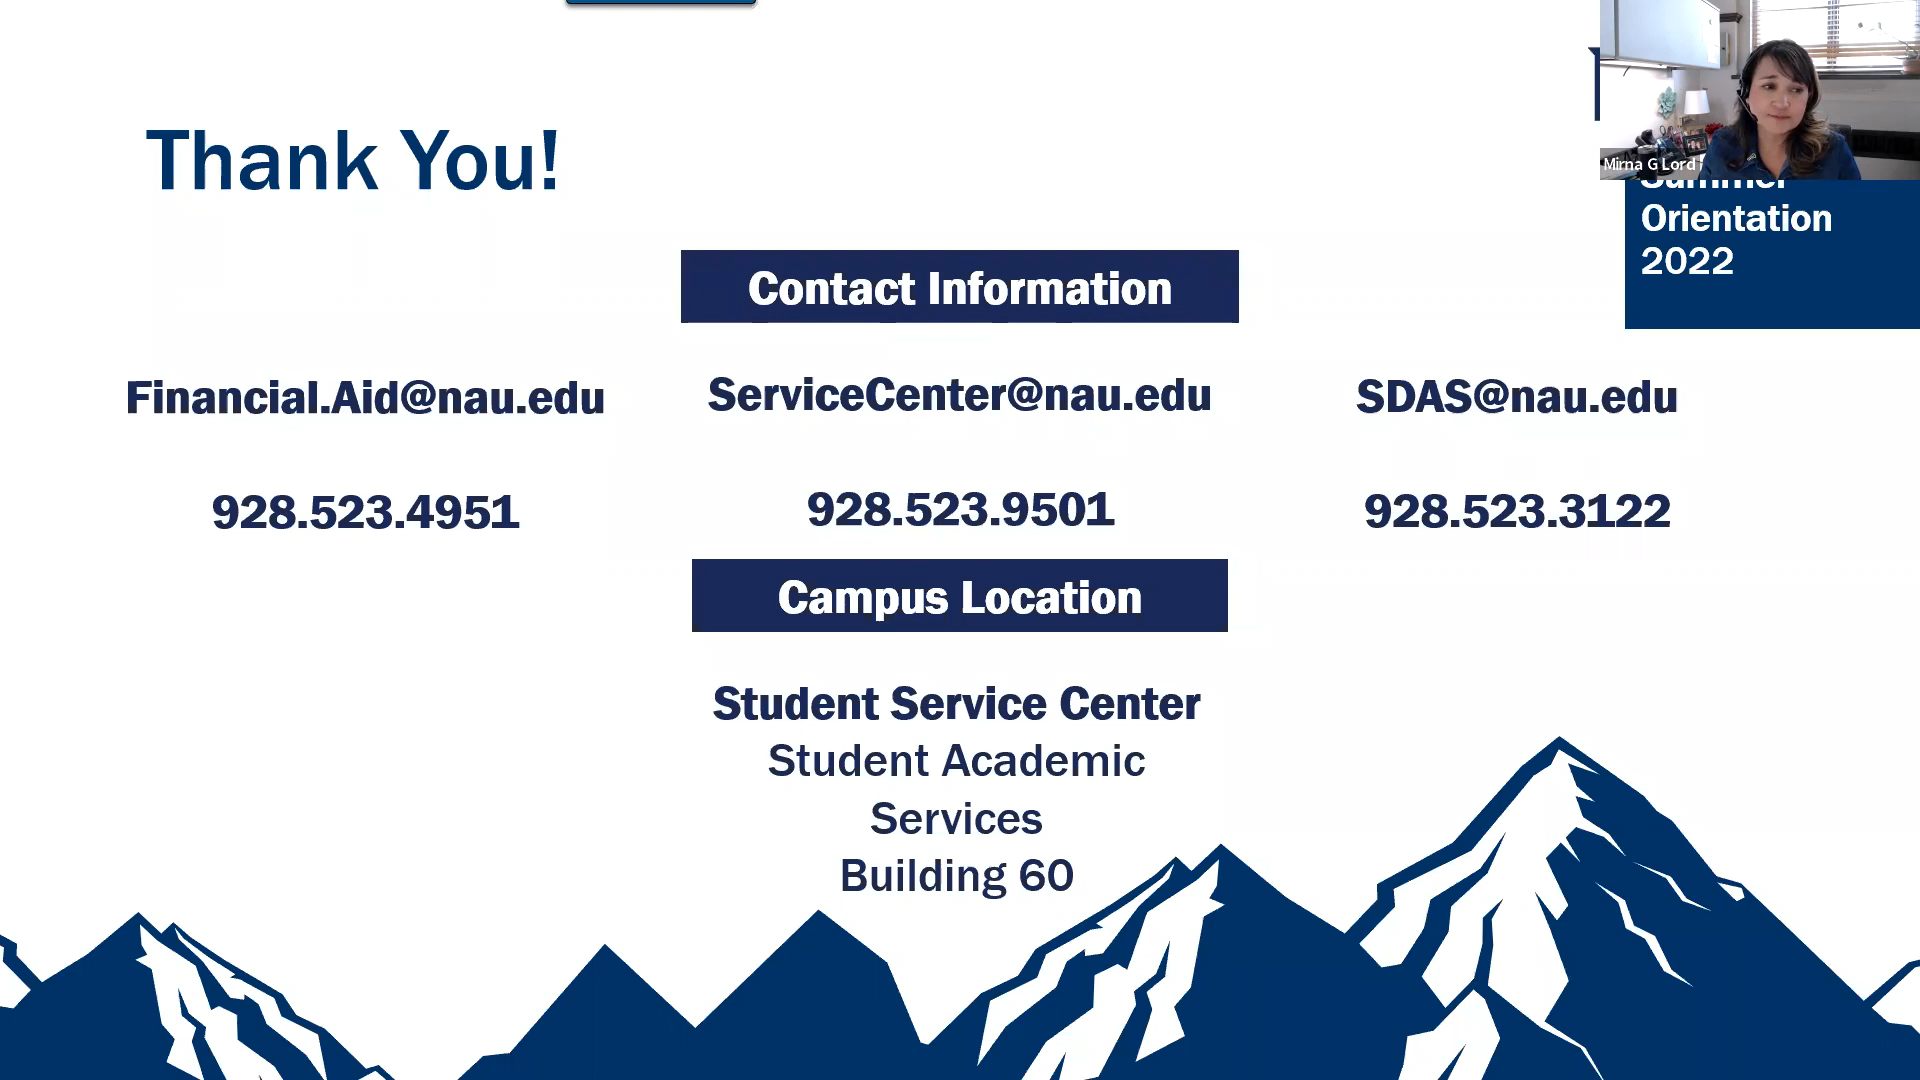 Thank You!
Mirna G Lord
Summer
Orientation
2022
Contact Information
Financial.Aid@nau.edu
ServiceCenter@nau.edu
SDAS@nau.edu
928.523.4951
928.523.9501
928.523.3122
Campus Location
Student Service Center
Student Academic
Services
Building 60